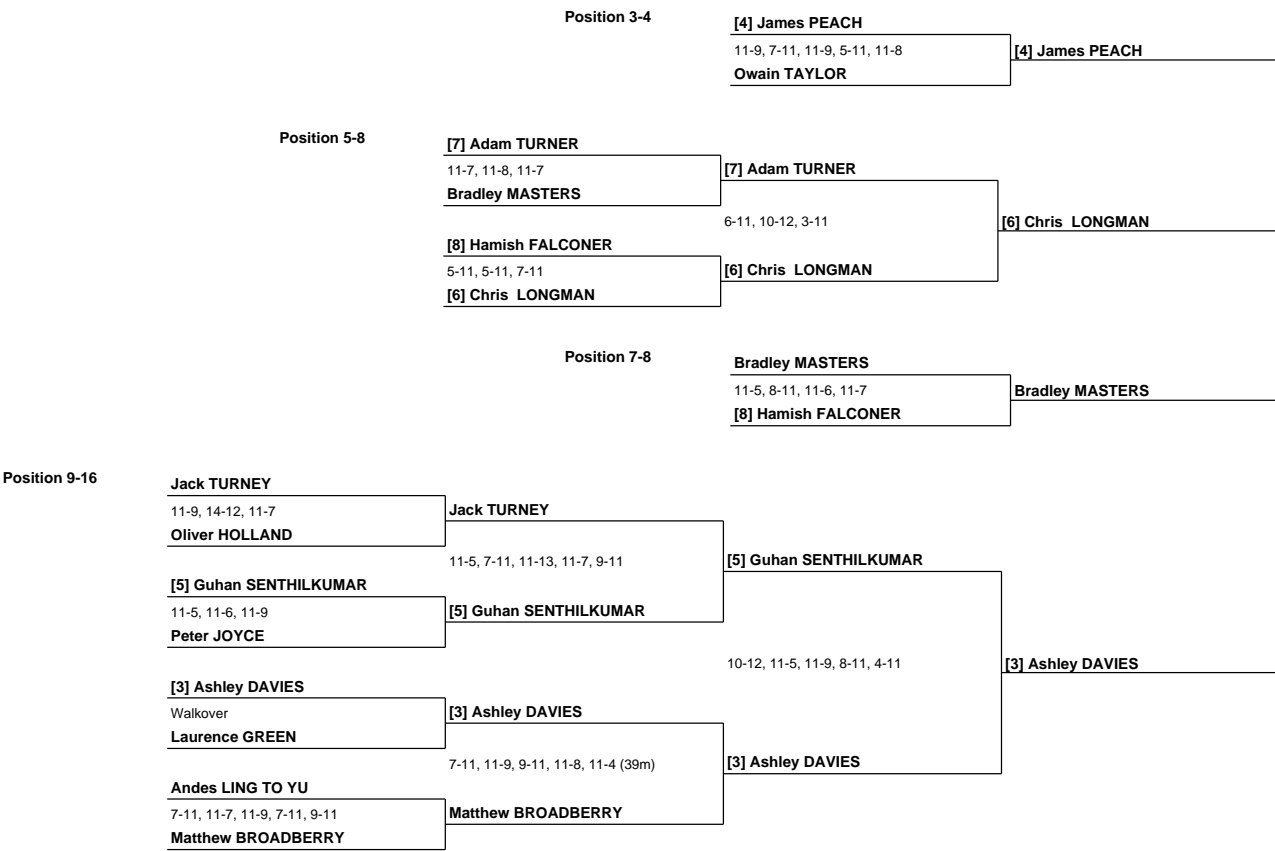 Position 3-4
[4] James PEACH
11-9, 7-11, 11-9, 5-11, 11-8
Owain TAYLOR
[4] James PEACH
Position 5-8
[7] Adam TURNER
11-7, 11-8, 11-7
Bradley MASTERS
[7] Adam TURNER
6-11, 10-12, 3-11
[6] Chris LONGMAN
[8] Hamish FALCONER
5-11, 5-11, 7-11
[6] Chris LONGMAN
[6] Chris LONGMAN
Position 7-8
Bradley MASTERS
11-5, 8-11, 11-6, 11-7
[8] Hamish FALCONER
Bradley MASTERS
Position 9-16
Jack TURNEY
11-9, 14-12, 11-7
Oliver HOLLAND
Jack TURNEY
11-5, 7-11, 11-13, 11-7, 9-11
[5] Guhan SENTHILKUMAR
[5] Guhan SENTHILKUMAR
11-5, 11-6, 11-9
Peter JOYCE
[5] Guhan SENTHILKUMAR
10-12, 11-5, 11-9, 8-11, 4-11
[3] Ashley DAVIES
[3] Ashley DAVIES
Walkover
Laurence GREEN
[3] Ashley DAVIES
7-11, 11-9, 9-11, 11-8, 11-4 (39m)
[3] Ashley DAVIES
Andes LING TO YU
7-11, 11-7, 11-9, 7-11, 9-11
Matthew BROADBERRY
Matthew BROADBERRY